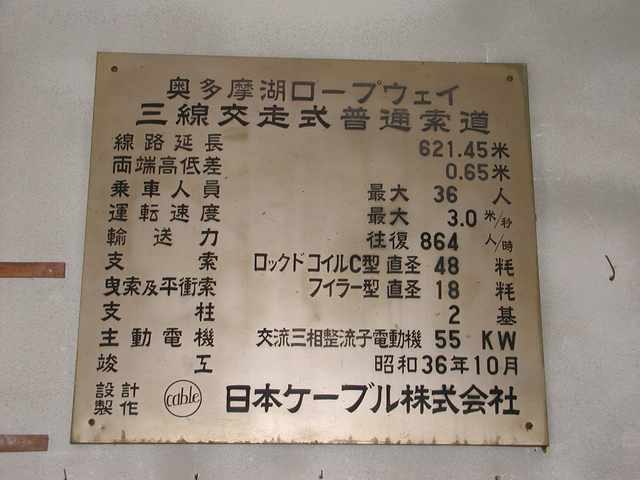 奥多摩湖ロープウェイ
三線交走式普通索道
線路延長 621.45米
両端高低差 0.65米
乗車人員 最大 36 人
運転速度 最大 3.0 米/秒
輸送力 往復 864 人/時
支索 ロックドコイルC型 直圣 48 粍
曳索及平衝索 フイラー型 直圣 18 粍
支柱 2 基
主動電機 交流三相整流子電動機 55 KW
竣工 昭和36年10月
設計製作 cable 日本ケーブル株式会社